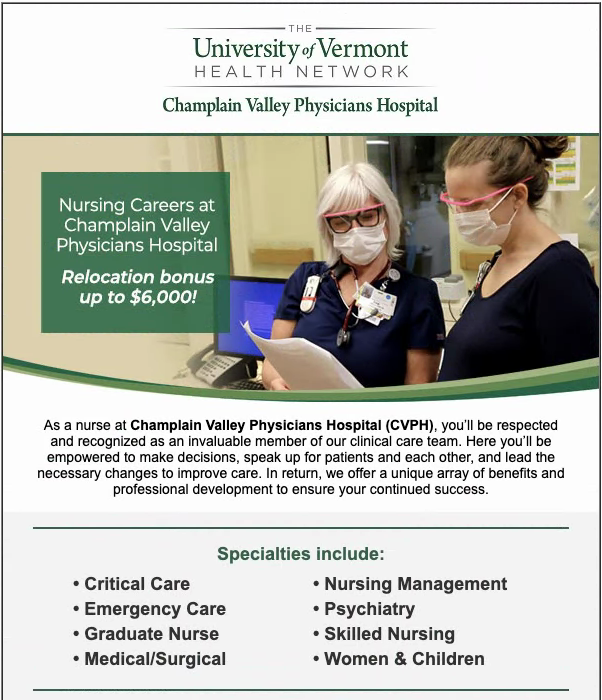 THE
University of Vermont
HEALTH NETWORK
Champlain Valley Physicians Hospital
Nursing Careers at
Champlain Valley
Physicians Hospital
Relocation bonus
up to $6,000!
As a nurse at Champlain Valley Physicians Hospital (CVPH), you’ll be respected
and recognized as an invaluable member of our clinical care team. Here you’ll be
empowered to make decisions, speak up for patients and each other, and lead the
necessary changes to improve care. In return, we offer a unique array of benefits and
professional development to ensure your continued success.
Specialties include:
• Critical Care
• Emergency Care
• Graduate Nurse
• Medical/Surgical
• Nursing Management
• Psychiatry
• Skilled Nursing
• Women & Children